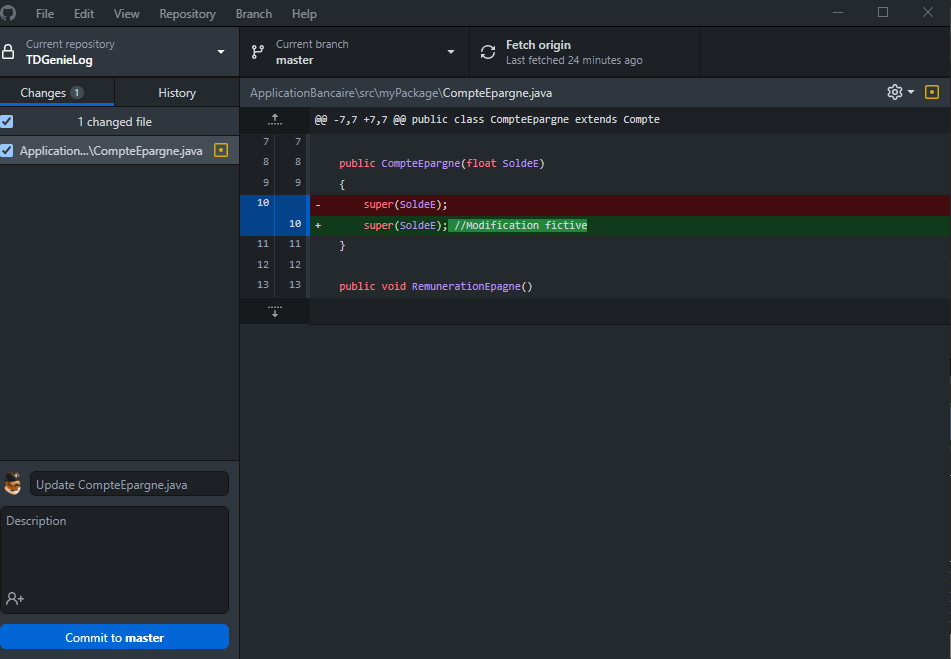 File Edit View Repository Branch Help
Current repository
TDGenieLog
Current branch
master
Fetch origin
Last fetched 24 minutes ago
Changes 1
History
1 changed file
Application...\CompteEpargne.java
ApplicationBancaire\src\myPackage\CompteEpargne.java
@@ -7,7 +7,7 @@ public class CompteEpargne extends Compte
7 7
8 8 public CompteEpargne(float SoldeE)
9 9 {
10 - super(SoldeE);
10 + super(SoldeE); //Modification fictive
11 11 }
12 12
13 13 public void RemunerationEpagne()
Update CompteEpargne.java
Description
Commit to master